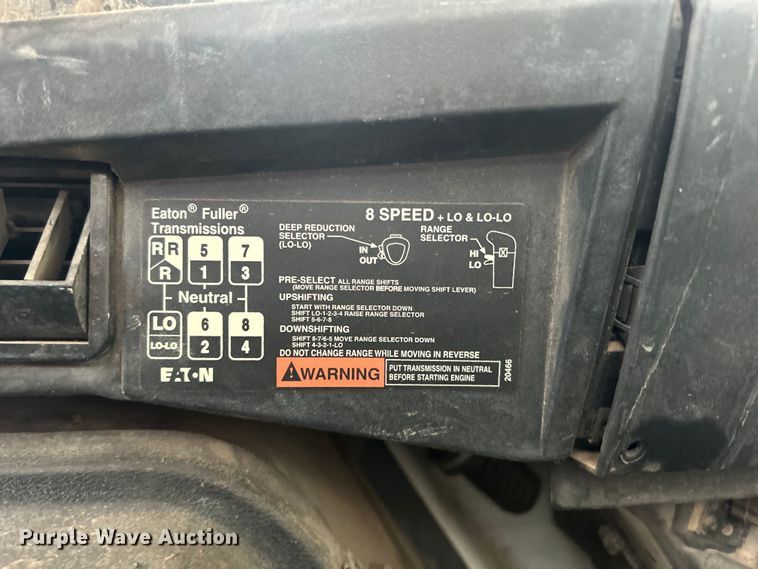 Eaton® Fuller®
Transmissions
8 SPEED + LO & LO-LO
DEEP REDUCTION
SELECTOR
(LO-LO)
IN
OUT
RANGE
SELECTOR
HI
LO
R R
R
5
1
7
3
Neutral
LO
LO-LO
6
2
8
4
EATON
PRE-SELECT ALL RANGE SHIFTS
(MOVE RANGE SELECTOR BEFORE MOVING SHIFT LEVER)
UPSHIFTING
START WITH RANGE SELECTOR DOWN
SHIFT LO-1-2-3-4 RAISE RANGE SELECTOR
SHIFT 5-6-7-8
DOWNSHIFTING
SHIFT 8-7-6-5 MOVE RANGE SELECTOR DOWN
SHIFT 4-3-2-1-LO
DO NOT CHANGE RANGE WHILE MOVING IN REVERSE
WARNING
PUT TRANSMISSION IN NEUTRAL
BEFORE STARTING ENGINE
20466
Purple Wave Auction®
Purple Wave Auction®